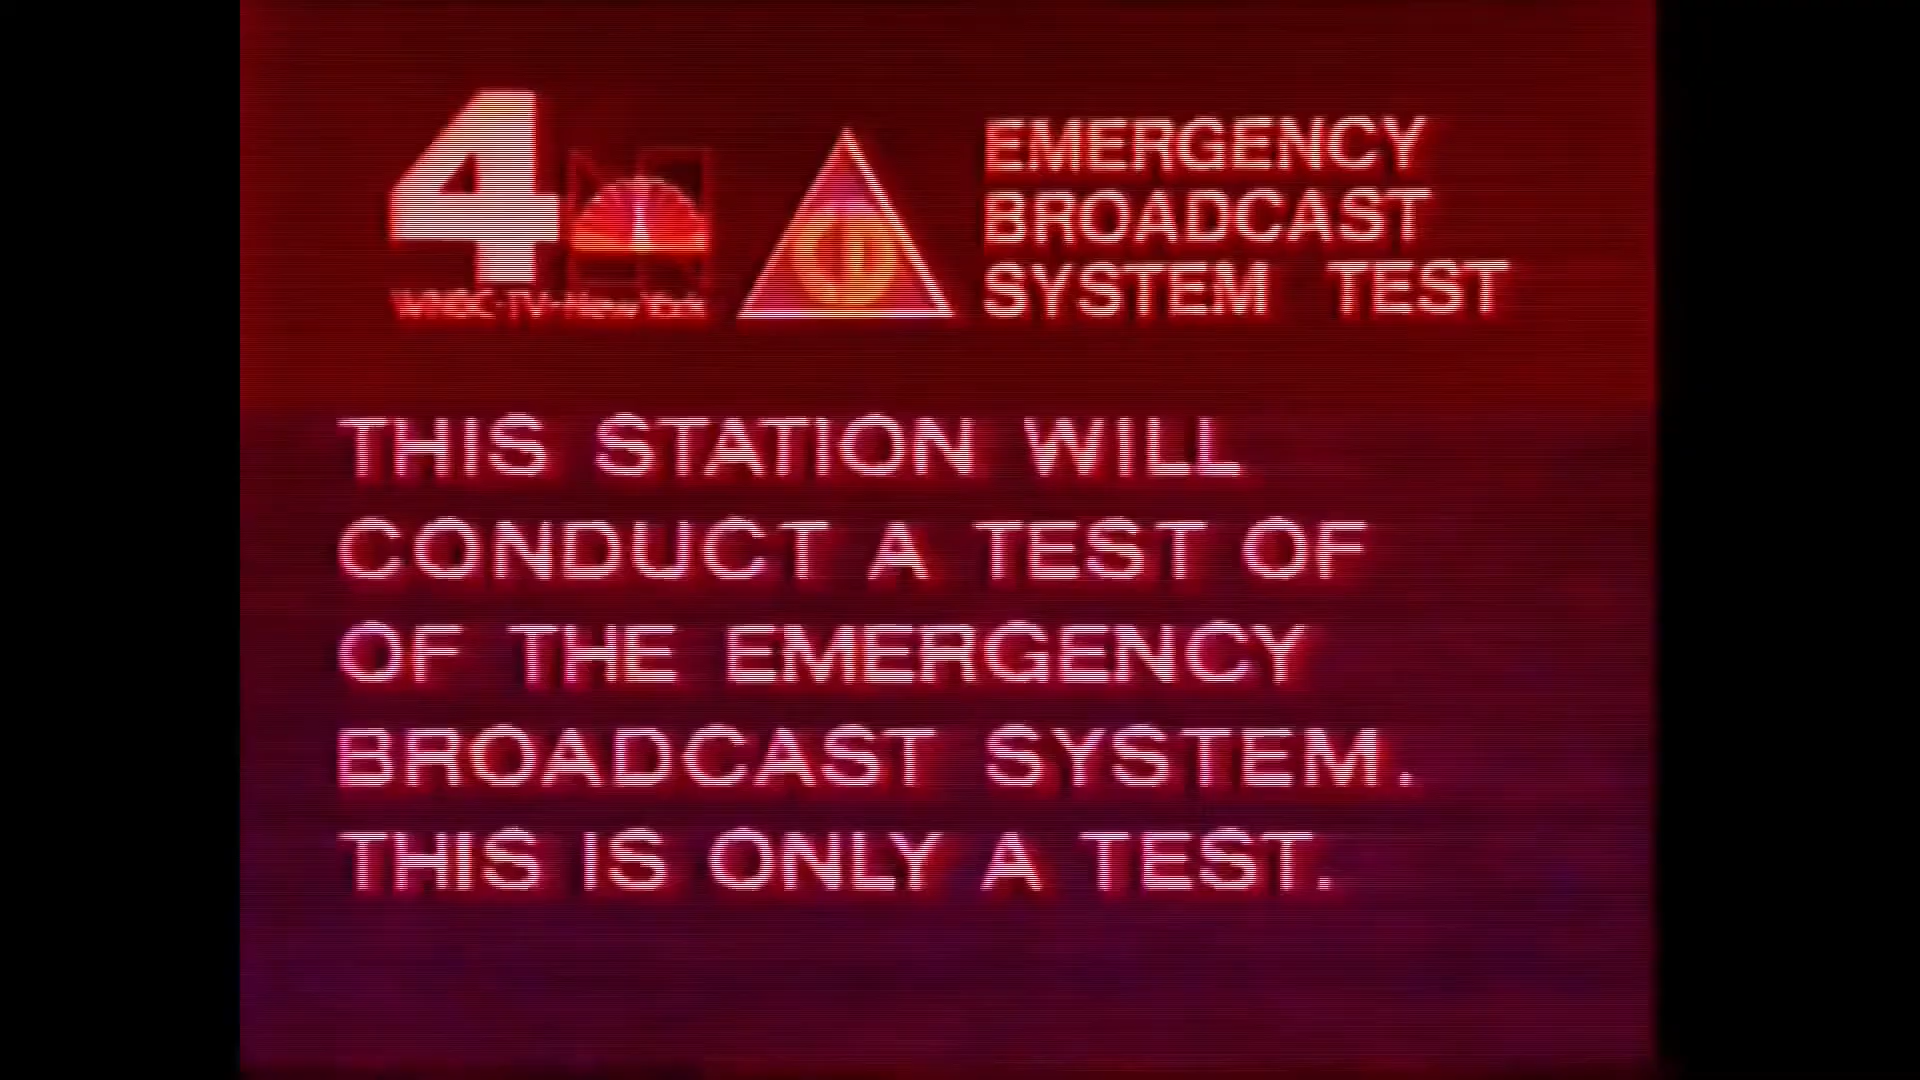 4
WNBC-TV-New York
EMERGENCY
BROADCAST
SYSTEM TEST
THIS STATION WILL
CONDUCT A TEST OF
OF THE EMERGENCY
BROADCAST SYSTEM.
THIS IS ONLY A TEST.